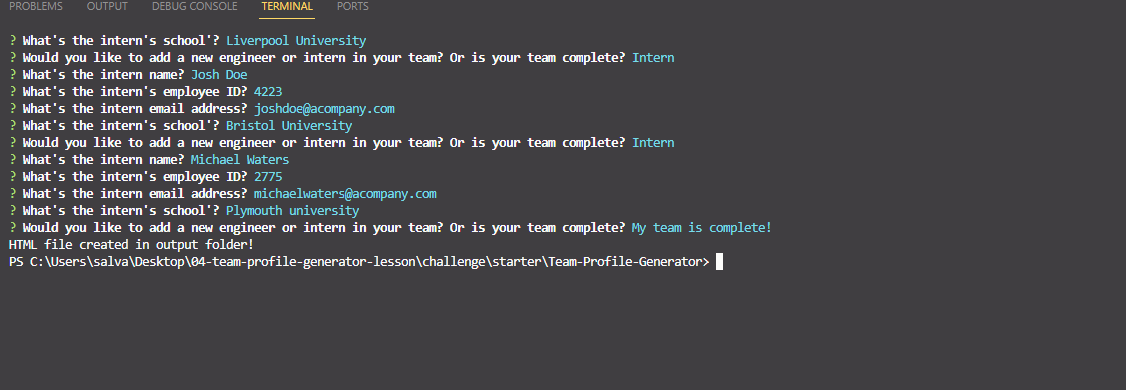 PROBLEMS OUTPUT DEBUG CONSOLE TERMINAL PORTS
? What's the intern's school'? Liverpool University
? Would you like to add a new engineer or intern in your team? Or is your team complete? Intern
? What's the intern name? Josh Doe
? What's the intern's employee ID? 4223
? What's the intern email address? joshdoe@acompany.com
? What's the intern's school'? Bristol University
? Would you like to add a new engineer or intern in your team? Or is your team complete? Intern
? What's the intern name? Michael Waters
? What's the intern's employee ID? 2775
? What's the intern email address? michaelwaters@acompany.com
? What's the intern's school'? Plymouth university
? Would you like to add a new engineer or intern in your team? Or is your team complete? My team is complete!
HTML file created in output folder!
PS C:\Users\salva\Desktop\04-team-profile-generator-lesson\challenge\starter\Team-Profile-Generator>